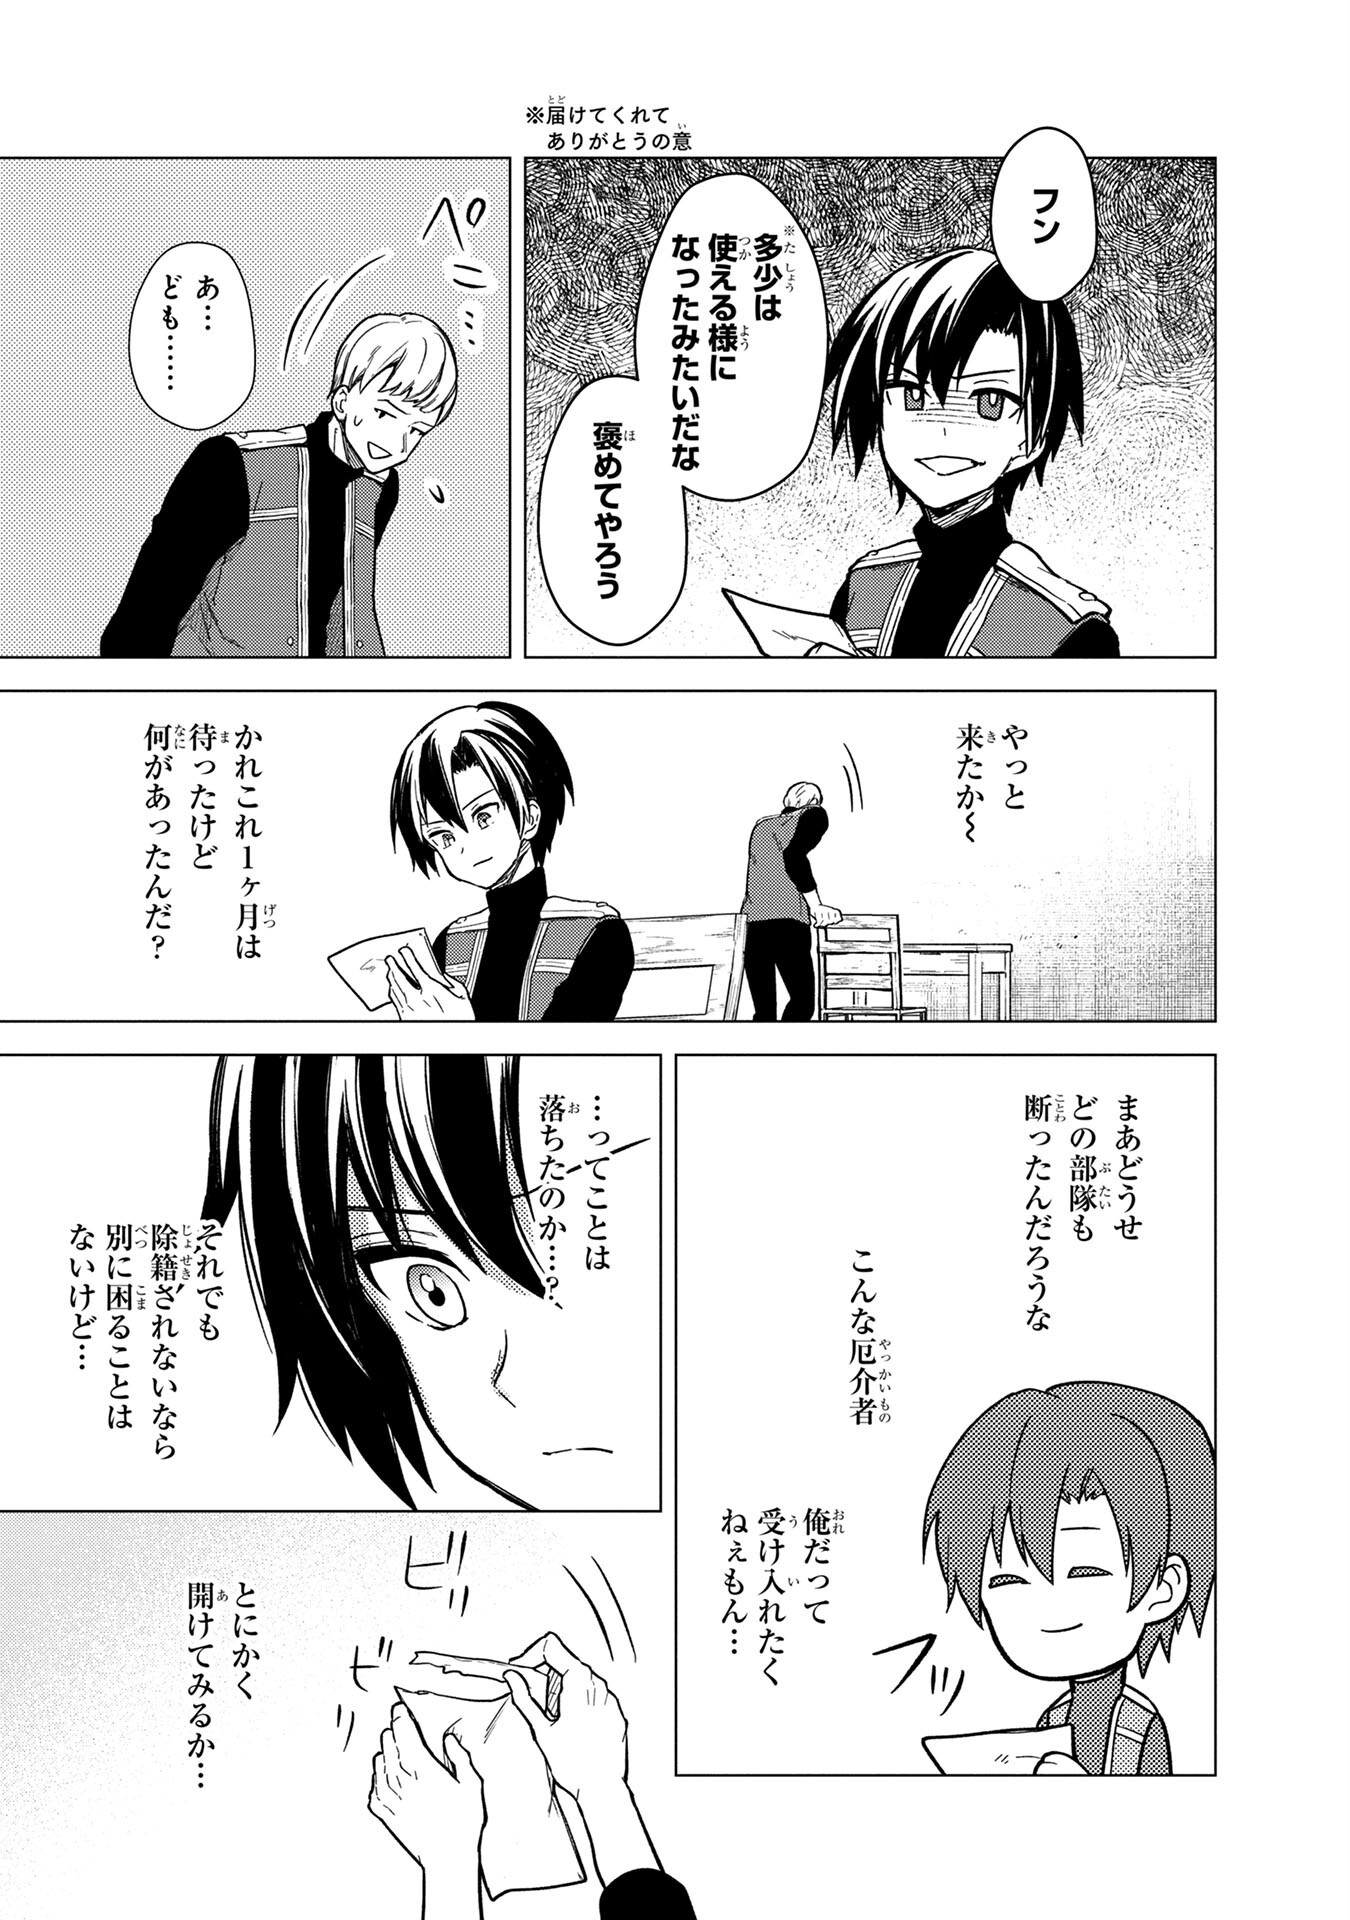 ※届けてくれて
ありがとうの意
フン
※多少は
使える様に
なったみたいだな
褒めてやろう
ペコ
あ…
ども……
やっと
来たか〜
かれこれ1ヶ月は
待ったけど
何があったんだ？
まあどうせ
どの部隊も
断ったんだろうな
こんな厄介者
俺だって
受け入れたく
ねぇもん…
フッ
…ってことは
落ちたのか…？
それでも
除籍されないなら
別に困ることは
ないけど…
ビッ
ビリ
とにかく
開けてみるか…